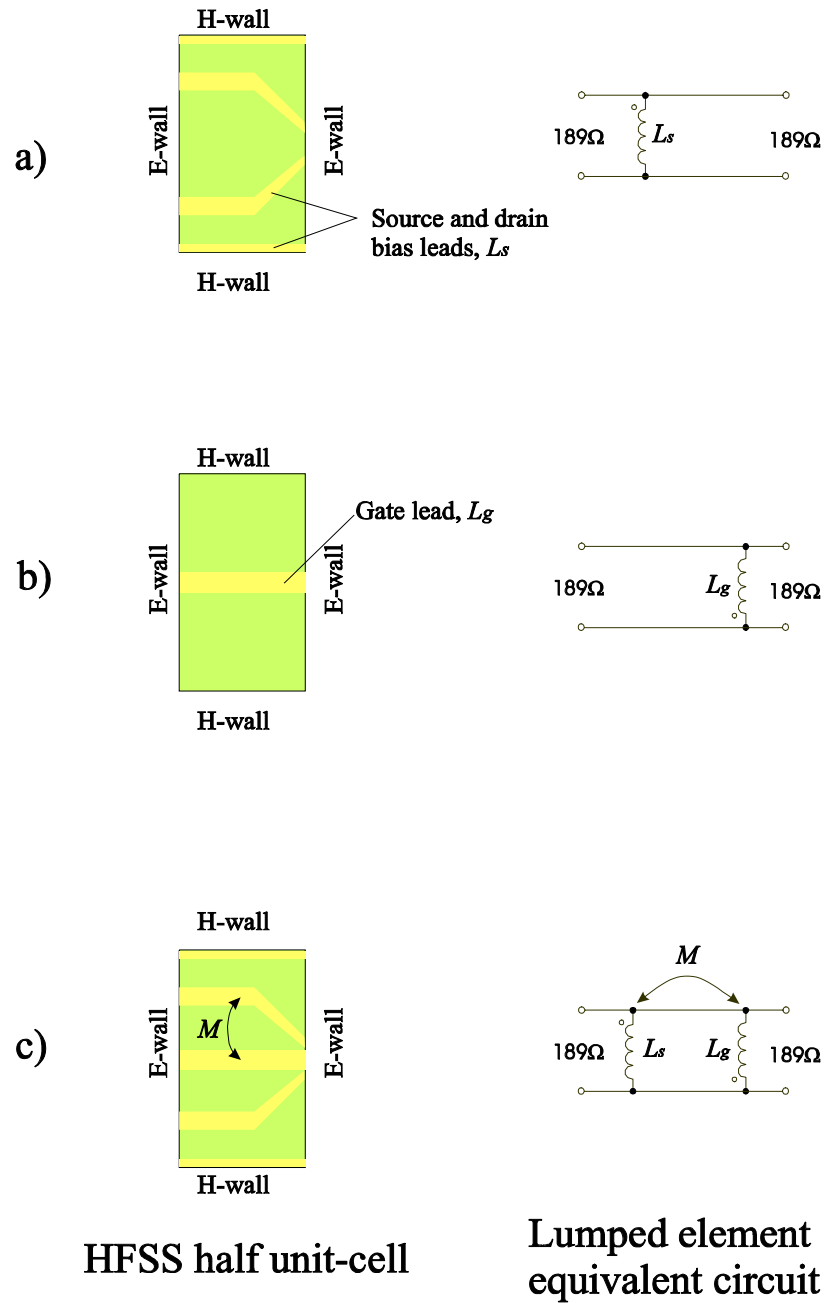 H-wall
a)
E-wall
E-wall
Source and drain
bias leads, Ls
H-wall
189Ω
Ls
189Ω
H-wall
Gate lead, Lg
b)
E-wall
E-wall
H-wall
189Ω
Lg
189Ω
H-wall
c)
E-wall
M
E-wall
H-wall
M
189Ω
Ls
Lg
189Ω
HFSS half unit-cell
Lumped element
equivalent circuit